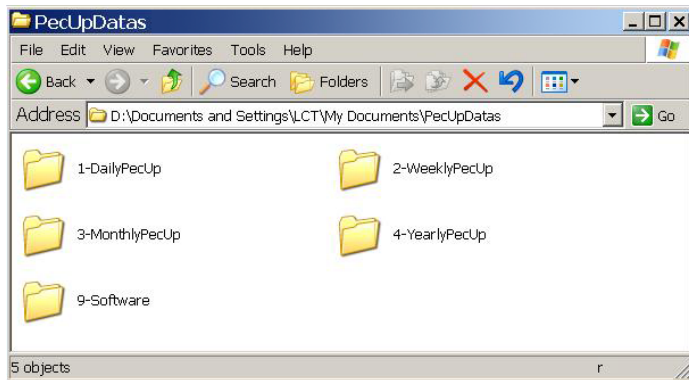 PecUpDatas
File Edit View Favorites Tools Help
Back Search Folders
Address D:\Documents and Settings\LCT\My Documents\PecUpDatas Go
1-DailyPecUp 2-WeeklyPecUp
3-MonthlyPecUp 4-YearlyPecUp
9-Software
5 objects r